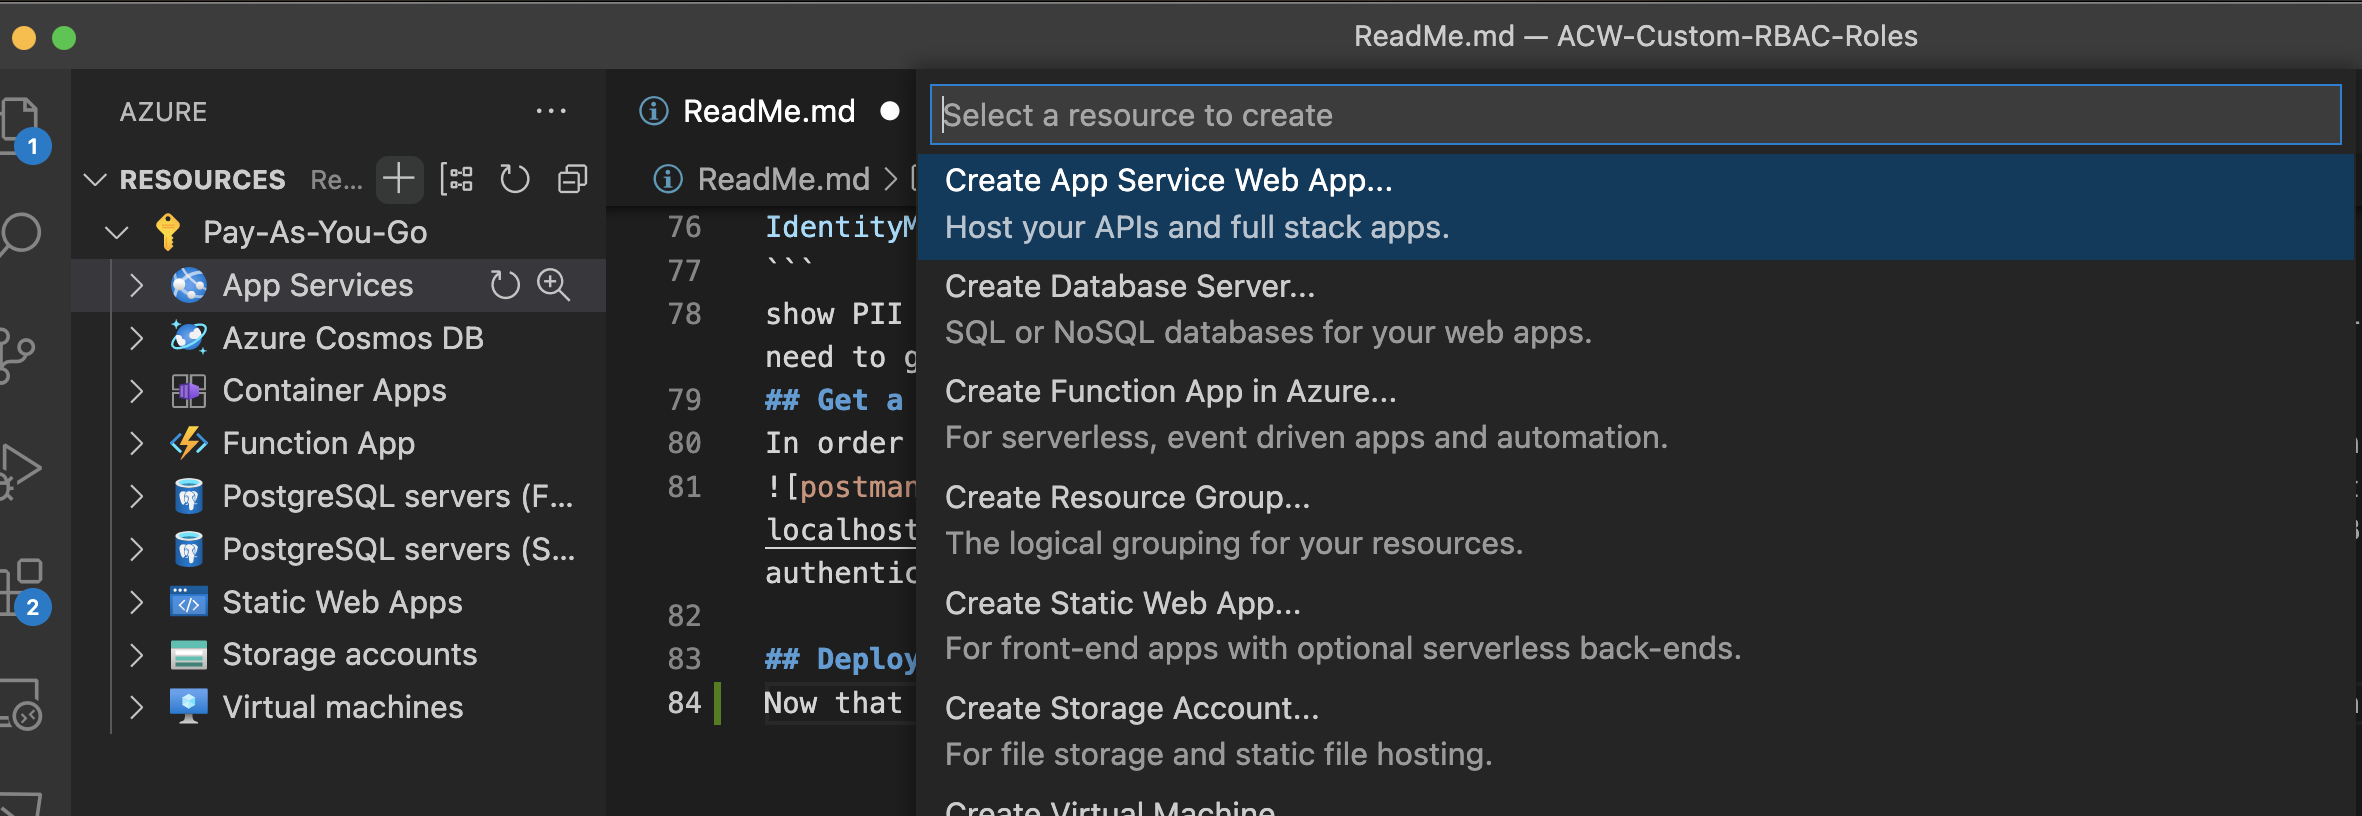 ReadMe.md — ACW-Custom-RBAC-Roles
AZURE
RESOURCES Re...
Pay-As-You-Go
App Services
Azure Cosmos DB
Container Apps
Function App
PostgreSQL servers (F...
PostgreSQL servers (S...
Static Web Apps
Storage accounts
Virtual machines
1
2
ReadMe.md
ReadMe.md
76 IdentityM
77 ```
78 show PII
need to g
79 ## Get a
80 In order
81 ![postman
localhost
authentic
82
83 ## Deploy
84 Now that
Select a resource to create
Create App Service Web App...
Host your APIs and full stack apps.
Create Database Server...
SQL or NoSQL databases for your web apps.
Create Function App in Azure...
For serverless, event driven apps and automation.
Create Resource Group...
The logical grouping for your resources.
Create Static Web App...
For front-end apps with optional serverless back-ends.
Create Storage Account...
For file storage and static file hosting.
Create Virtual Machine